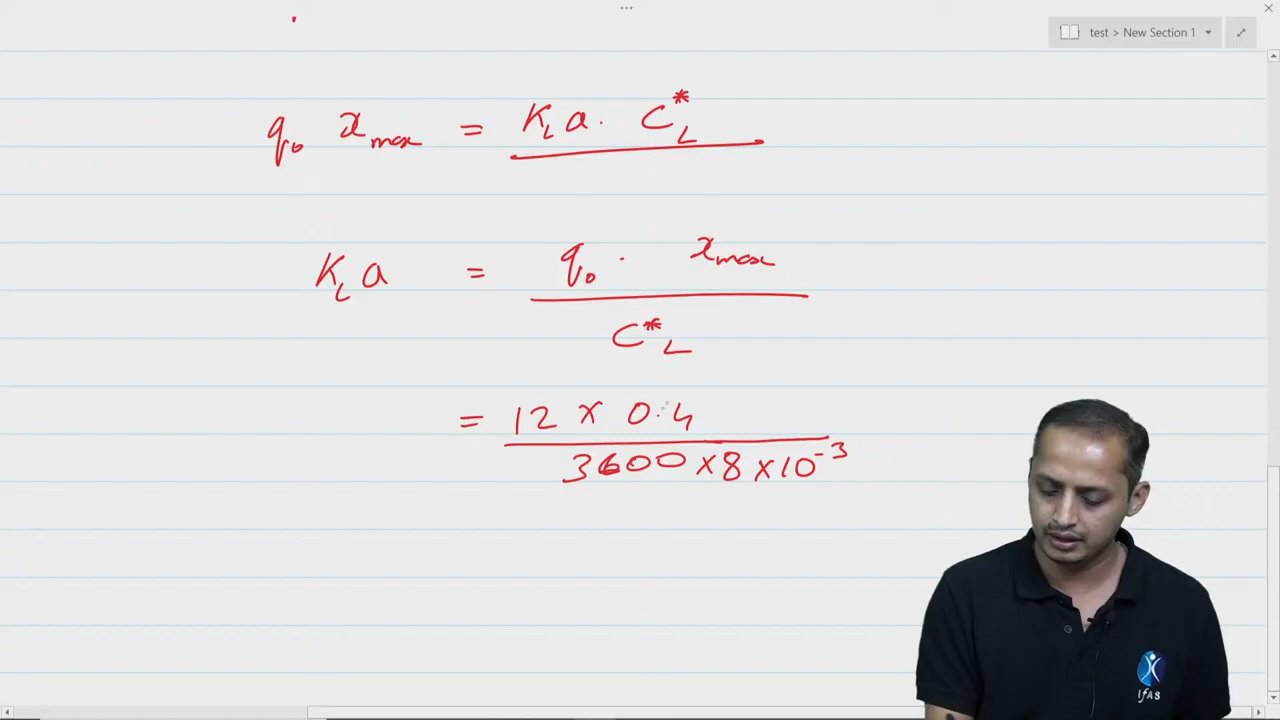 test > New Section 1
q₀ x_max = K_L a · C*_L
K_L a = q₀ · x_max
C*_L
= 12 × 0.4
3600 × 8 × 10⁻³
IFAS